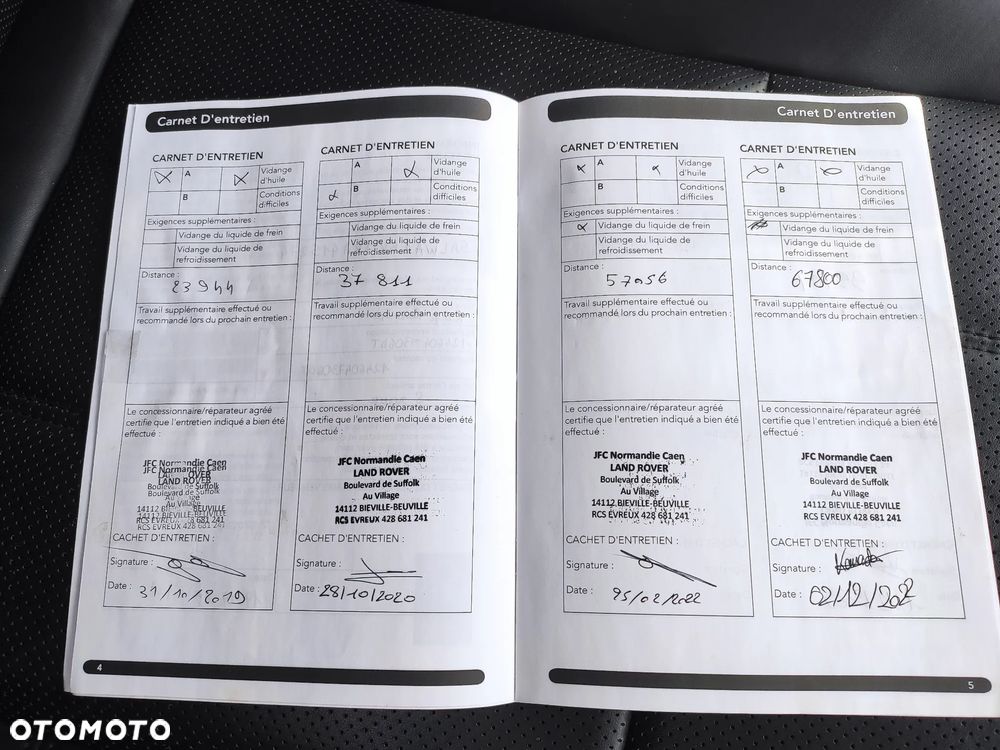 Carnet D'entretien
CARNET D'ENTRETIEN
A
Vidange
d'huile
B
Conditions
difficiles
Exigences supplémentaires :
Vidange du liquide de frein
Vidange du liquide de
refroidissement
Distance :
23 944
Travail supplémentaire effectué ou
recommandé lors du prochain entretien :
Le concessionnaire/réparateur agréé
certifie que l'entretien indiqué a bien été
effectué :
JFC Normandie Caen
LAND ROVER
Boulevard de Suffolk
Au Village
14112 BIEVILLE-BEUVILLE
RCS EVREUX 428 681 241
CACHET D'ENTRETIEN :
Signature :
Date : 31/10/2019
CARNET D'ENTRETIEN
A
Vidange
d'huile
B
Conditions
difficiles
Exigences supplémentaires :
Vidange du liquide de frein
Vidange du liquide de
refroidissement
Distance :
37 811
Travail supplémentaire effectué ou
recommandé lors du prochain entretien :
Le concessionnaire/réparateur agréé
certifie que l'entretien indiqué a bien été
effectué :
JFC Normandie Caen
LAND ROVER
Boulevard de Suffolk
Au Village
14112 BIEVILLE-BEUVILLE
RCS EVREUX 428 681 241
CACHET D'ENTRETIEN :
Signature :
Date : 28/10/2020
4
Carnet D'entretien
CARNET D'ENTRETIEN
A
Vidange
d'huile
B
Conditions
difficiles
Exigences supplémentaires :
Vidange du liquide de frein
Vidange du liquide de
refroidissement
Distance :
57056
Travail supplémentaire effectué ou
recommandé lors du prochain entretien :
Le concessionnaire/réparateur agréé
certifie que l'entretien indiqué a bien été
effectué :
JFC Normandie Caen
LAND ROVER
Boulevard de Suffolk
Au Village
14112 BIEVILLE-BEUVILLE
RCS EVREUX 428 681 241
CACHET D'ENTRETIEN :
Signature :
Date :
CARNET D'ENTRETIEN
A
Vidange
d'huile
B
Conditions
difficiles
Exigences supplémentaires :
Vidange du liquide de frein
Vidange du liquide de
refroidissement
Distance :
67800
Travail supplémentaire effectué ou
recommandé lors du prochain entretien :
Le concessionnaire/réparateur agréé
certifie que l'entretien indiqué a bien été
effectué :
JFC Normandie Caen
LAND ROVER
Boulevard de Suffolk
Au Village
14112 BIEVILLE-BEUVILLE
RCS EVREUX 428 681 241
CACHET D'ENTRETIEN :
Signature :
Date : 02/12/202
5
OTOMOTO